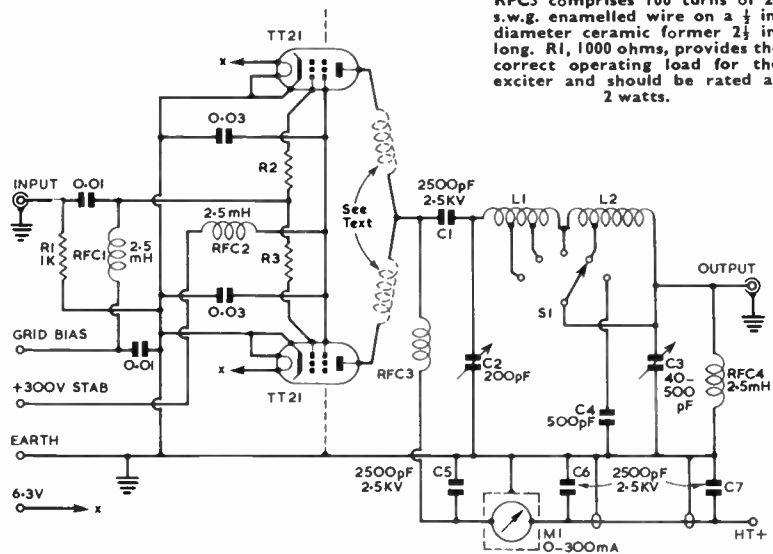 RFC3 comprises 100 turns of 2
s.w.g. enamelled wire on a ½ in
diameter ceramic former 2½ in
long. R1, 1000 ohms, provides the
correct operating load for the
exciter and should be rated a
2 watts.
TT21
x
0·03
R2
INPUT
0·01
2·5mH
RFC2
R1
1K
RFC1
2·5
mH
R3
See
Text
2500pF
2·5KV
C1
L1
L2
S1
OUTPUT
0·03
GRID BIAS
0·01
x
TT21
RFC3
C2
200pF
C3
40–
500
pF
RFC4
2·5mH
+300V STAB
C4
500pF
EARTH
2500pF
2·5KV
C5
C6
2500pF
2·5KV
C7
6·3V
x
M1
0-300mA
HT+